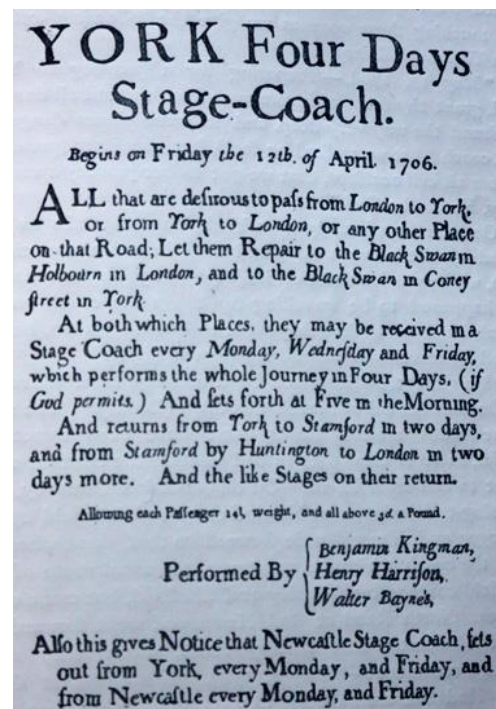 YORK Four Days
Stage-Coach.
Begins on Friday the 12th. of April. 1706.
ALL that are deſirous to paſs from London to York,
or from York to London, or any other Place
on that Road; Let them Repair to the Black Swan in
Holbourn in London, and to the Black Swan in Coney
ſtreet in York.
At both which Places, they may be received in a
Stage Coach every Monday, Wedneſday and Friday,
which performs the whole Journey in Four Days, (if
God permits.) And ſets forth at Five in the Morning.
And returns from York to Stamford in two days,
and from Stamford by Huntington to London in two
days more. And the like Stages on their return.
Allowing each Paſſenger 14l. weight, and all above 3d. a Pound.
Performed By { Benjamin Kingman,
Henry Harriſon,
Walter Bayne's,
Alſo this gives Notice that Newcaſtle Stage Coach, ſets
out from York, every Monday, and Friday, and
from Newcaſtle every Monday, and Friday.